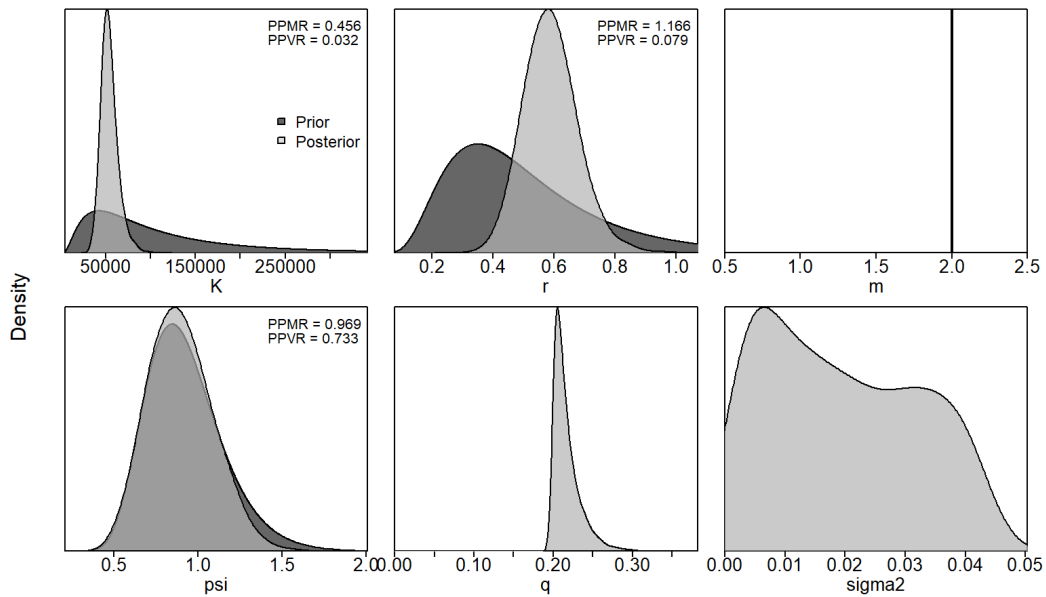 PPMR = 0.456
PPVR = 0.032
Prior
Posterior
50000 150000 250000
K
PPMR = 1.166
PPVR = 0.079
0.2 0.4 0.6 0.8 1.0
r
0.5 1.0 1.5 2.0 2.5
m
Density
PPMR = 0.969
PPVR = 0.733
0.5 1.0 1.5 2.0
psi
0.00 0.10 0.20 0.30
q
0.00 0.01 0.02 0.03 0.04 0.05
sigma2